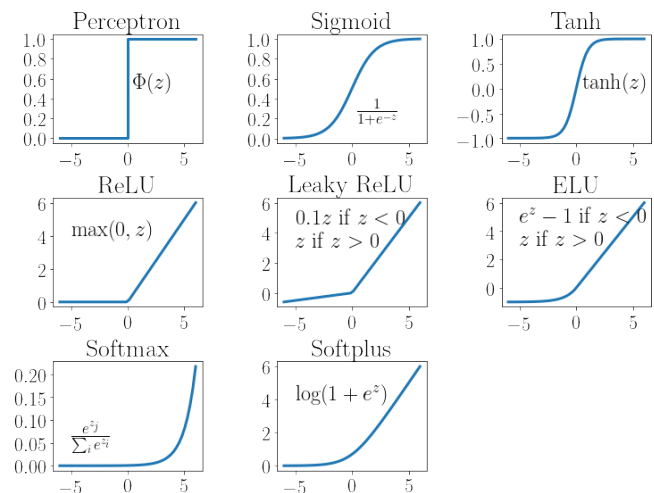 Perceptron
1.0
0.8
0.6
0.4
0.2
0.0
Φ(z)
−5 0 5
Sigmoid
1.0
0.8
0.6
0.4
0.2
0.0
1/(1+e^{−z})
−5 0 5
Tanh
1.0
0.5
0.0
−0.5
−1.0
tanh(z)
−5 0 5
ReLU
6
4
2
0
max(0, z)
−5 0 5
Leaky ReLU
6
4
2
0
0.1z if z < 0
z if z > 0
−5 0 5
ELU
6
4
2
0
e^z − 1 if z < 0
z if z > 0
−5 0 5
Softmax
0.20
0.15
0.10
0.05
0.00
e^{z_j}/∑_i e^{z_i}
−5 0 5
Softplus
6
4
2
0
log(1 + e^z)
−5 0 5